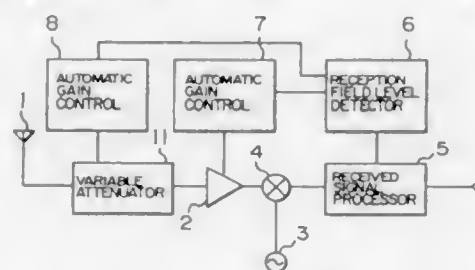 8
7
6
AUTOMATIC
GAIN
CONTROL
AUTOMATIC
GAIN
CONTROL
RECEPTION
FIELD LEVEL
DETECTOR
1
11
4
5
VARIABLE
ATTENUATOR
2
RECEIVED
SIGNAL
PROCESSOR
3